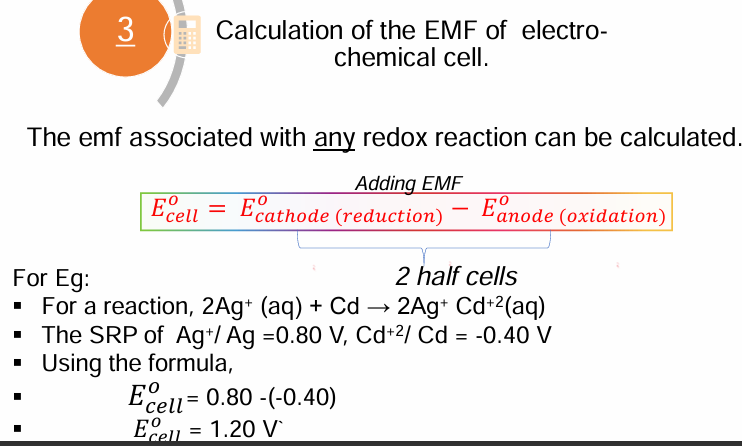 3
Calculation of the EMF of electro-
chemical cell.
The emf associated with any redox reaction can be calculated.
Adding EMF
E°cell = E°cathode (reduction) − E°anode (oxidation)
2 half cells
For Eg:
▪ For a reaction, 2Ag⁺ (aq) + Cd → 2Ag⁺ Cd⁺²(aq)
▪ The SRP of Ag⁺/ Ag =0.80 V, Cd⁺²/ Cd = -0.40 V
▪ Using the formula,
▪ E°cell = 0.80 -(-0.40)
▪ E°cell = 1.20 V`